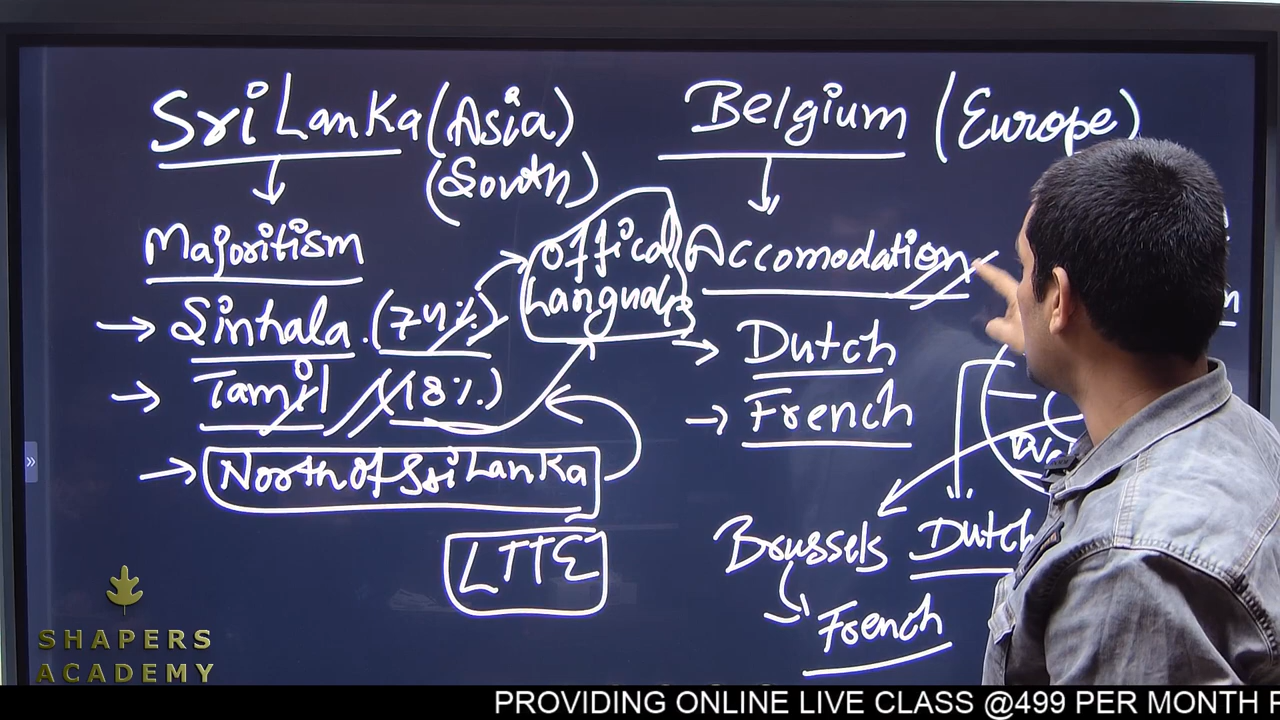 Sri Lanka (Asia)
(South)
Majoritism
→ Sinhala. (74%)
→ Tamil (18%)
→ North of Sri Lanka
LTTE
Offical
Language
Belgium (Europe)
Accomodation
→ Dutch
→ French
Brussels
Dutch
French
SHAPERS
ACADEMY
PROVIDING ONLINE LIVE CLASS @499 PER MONTH F